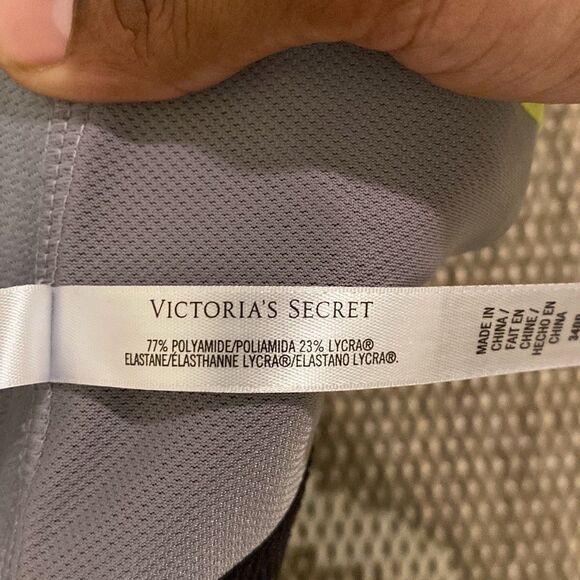 VICTORIA'S SECRET
77% POLYAMIDE/POLIAMIDA 23% LYCRA®
ELASTANE/ÉLASTHANNE LYCRA®/ELASTANO LYCRA®.
MADE IN
CHINA/
FAIT EN
CHINE/
HECHO EN
CHINA